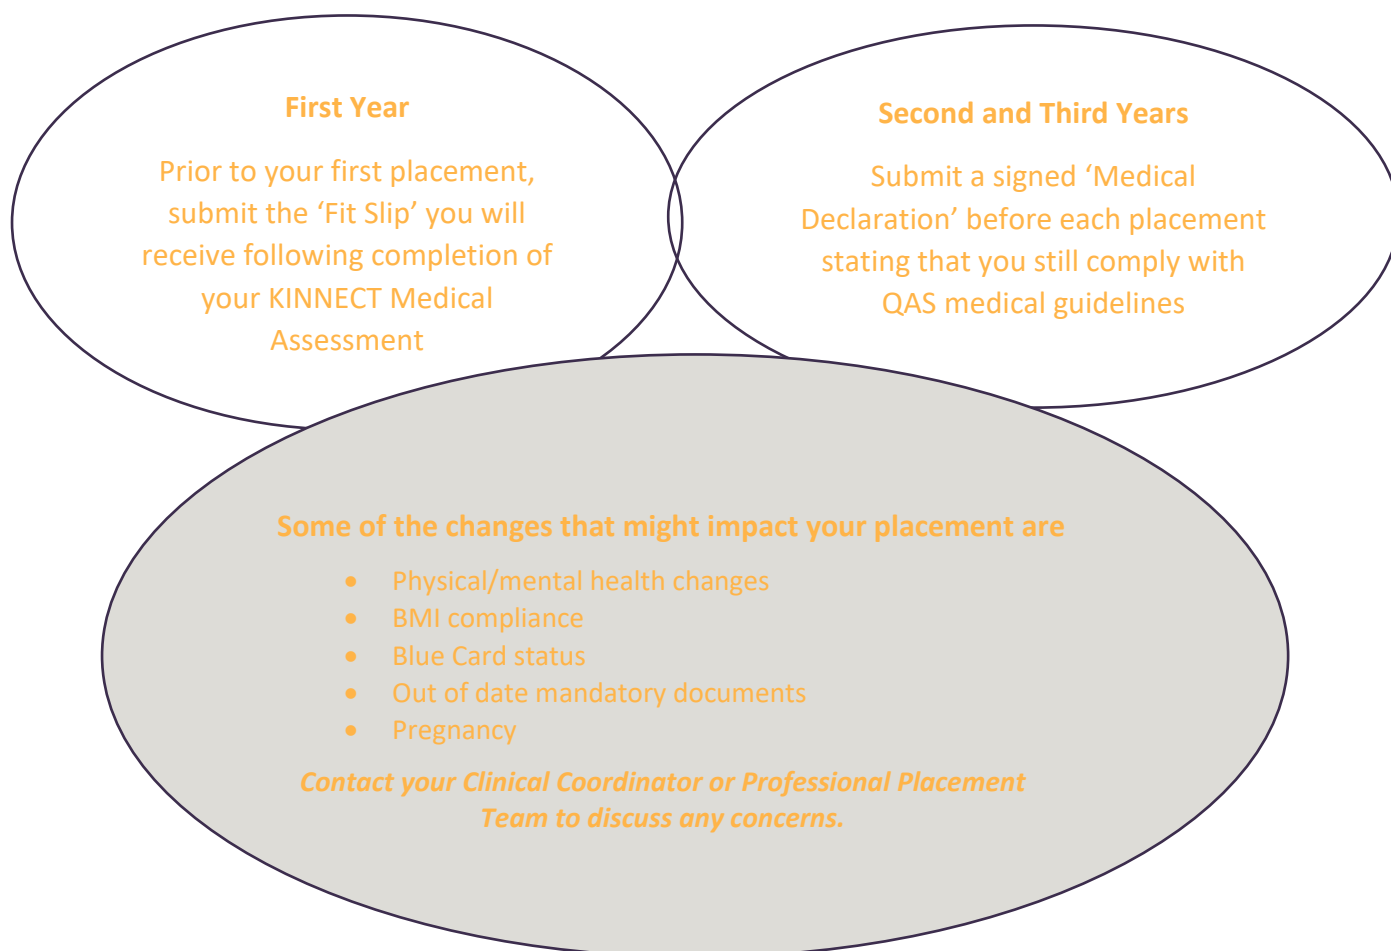 First Year
Prior to your first placement,
submit the ‘Fit Slip’ you will
receive following completion of
your KINNECT Medical
Assessment
Second and Third Years
Submit a signed ‘Medical
Declaration’ before each placement
stating that you still comply with
QAS medical guidelines
Some of the changes that might impact your placement are
• Physical/mental health changes
• BMI compliance
• Blue Card status
• Out of date mandatory documents
• Pregnancy
Contact your Clinical Coordinator or Professional Placement
Team to discuss any concerns.